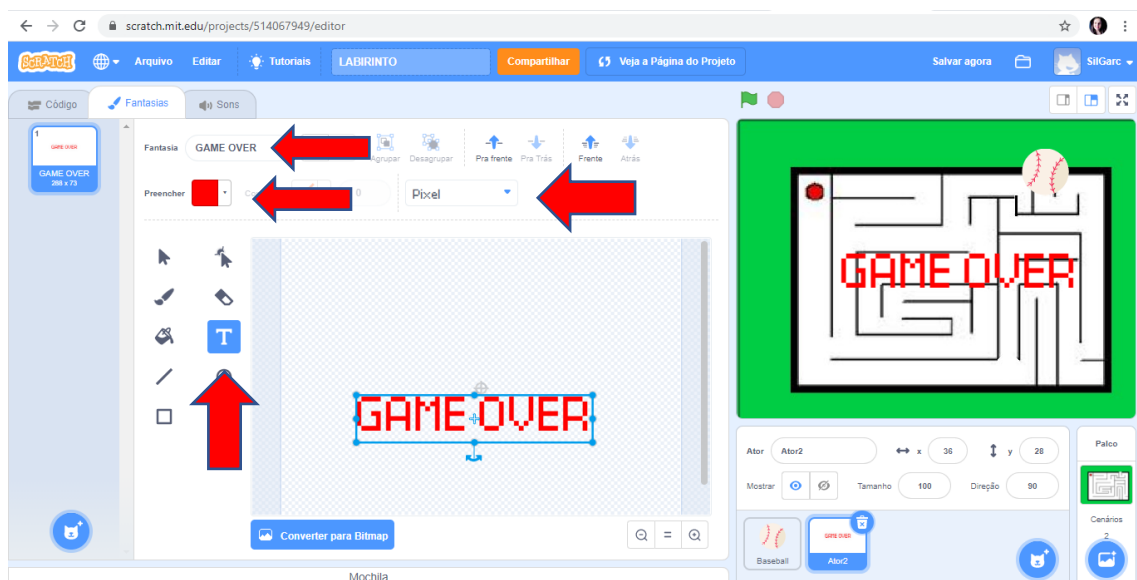 scratch.mit.edu/projects/514067949/editor
SCRATCH Arquivo Editar Tutoriais LABIRINTO Compartilhar Veja a Página do Projeto Salvar agora SilGarc
Código Fantasias Sons
1
GAME OVER
GAME OVER
288 x 73
Fantasia GAME OVER Agrupar Desagrupar Pra frente Pra Trás Frente Atrás
Preencher 0 Pixel
T
GAME OVER
Converter para Bitmap
Mochila
GAME OVER
Ator Ator2 x 36 y 28
Mostrar Tamanho 100 Direção 90
Baseball
GAME OVER
Ator2
Palco
Cenários
2